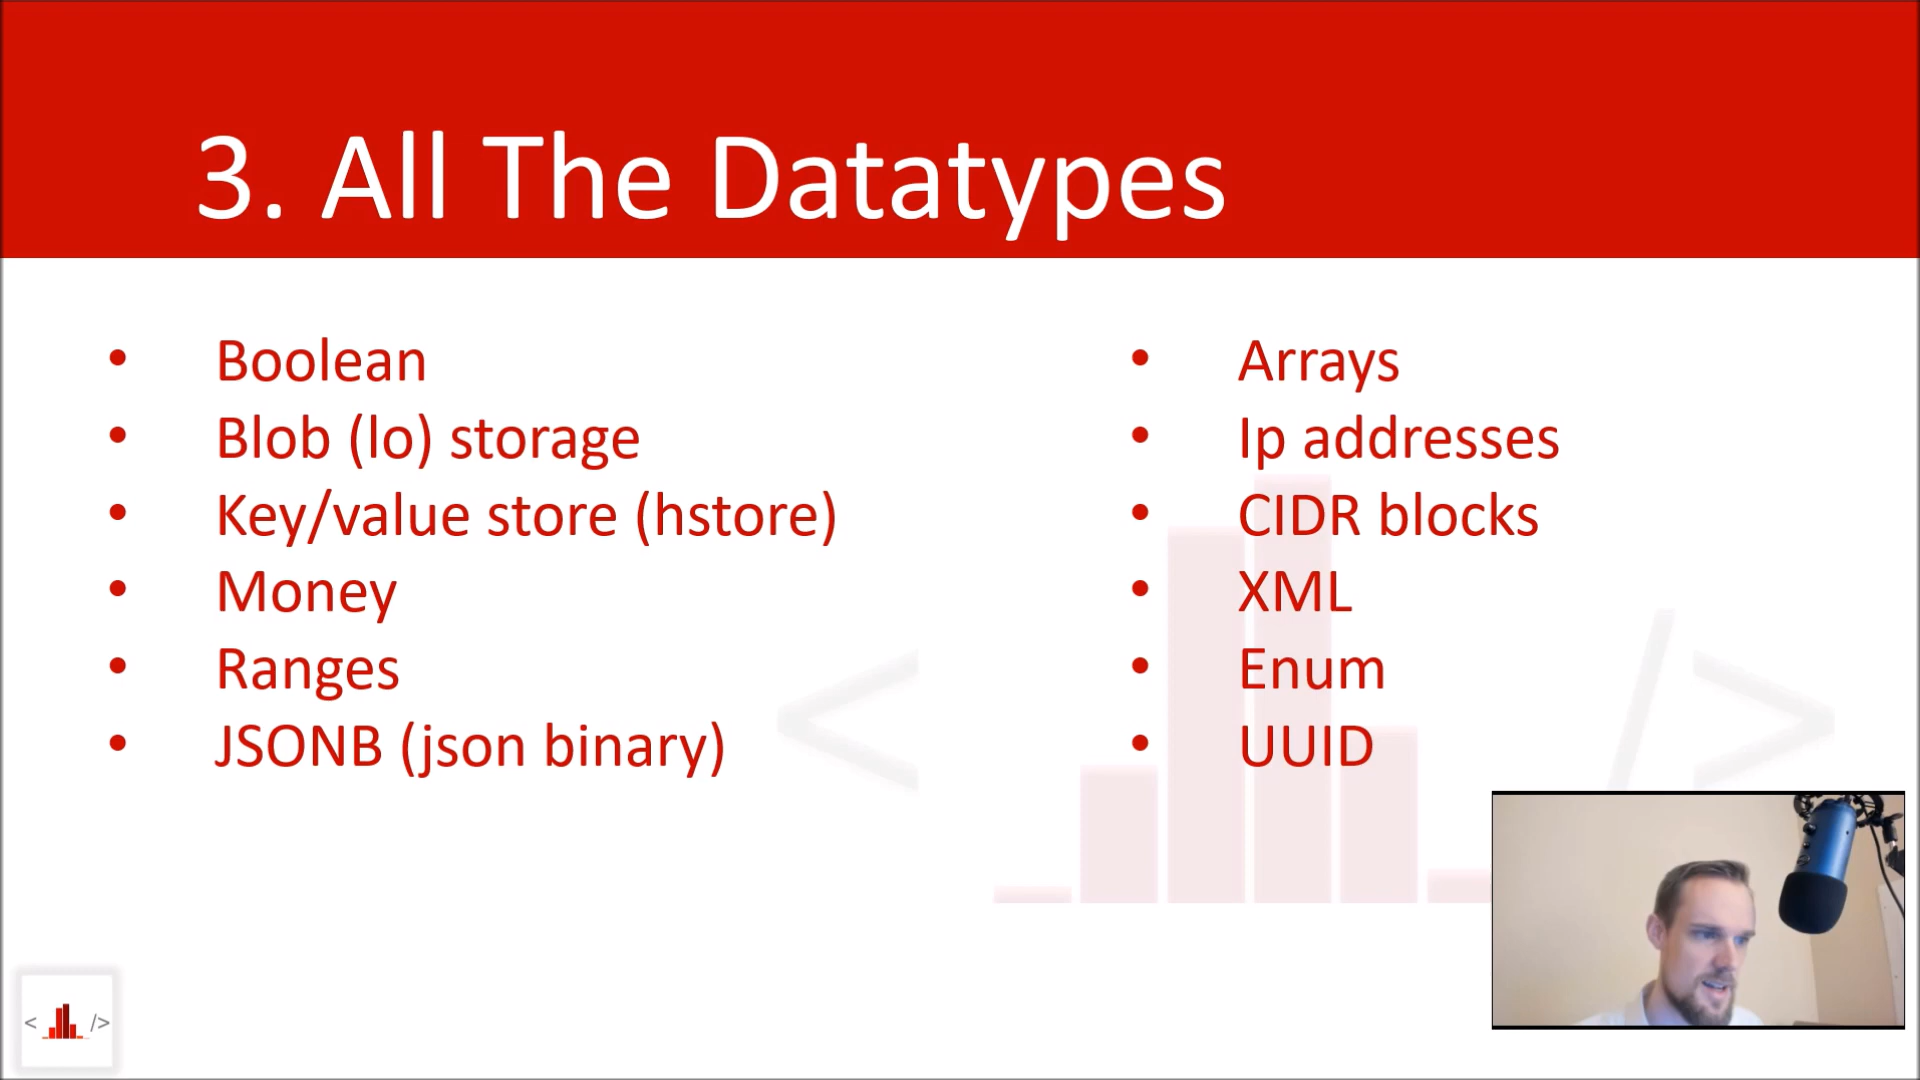 3. All The Datatypes
• Boolean
• Blob (lo) storage
• Key/value store (hstore)
• Money
• Ranges
• JSONB (json binary)
• Arrays
• Ip addresses
• CIDR blocks
• XML
• Enum
• UUID
< />
< />